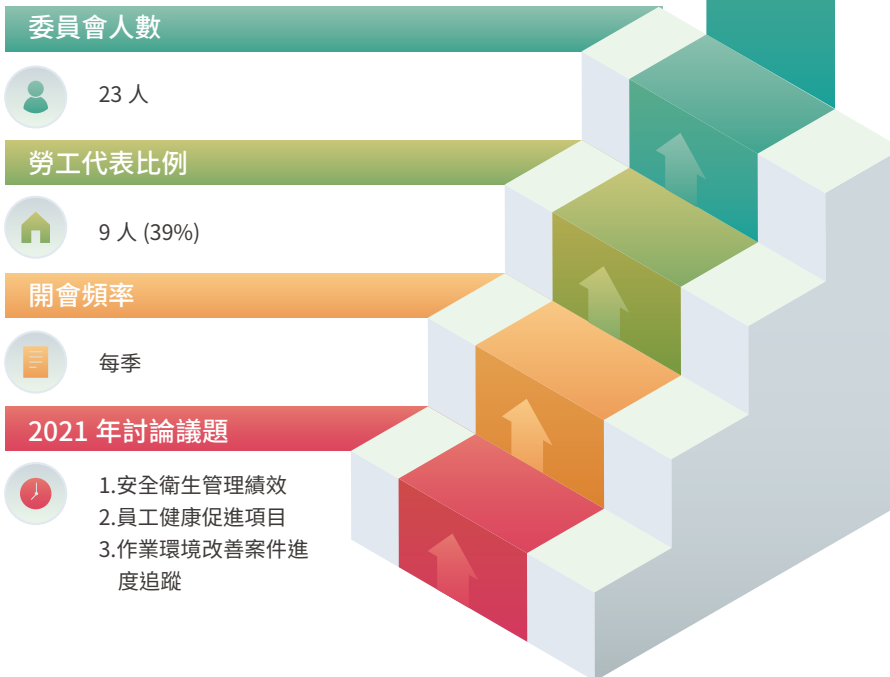 委員會人數
23 人
勞工代表比例
9 人 (39%)
開會頻率
每季
2021 年討論議題
1.安全衛生管理績效
2.員工健康促進項目
3.作業環境改善案件進
度追蹤